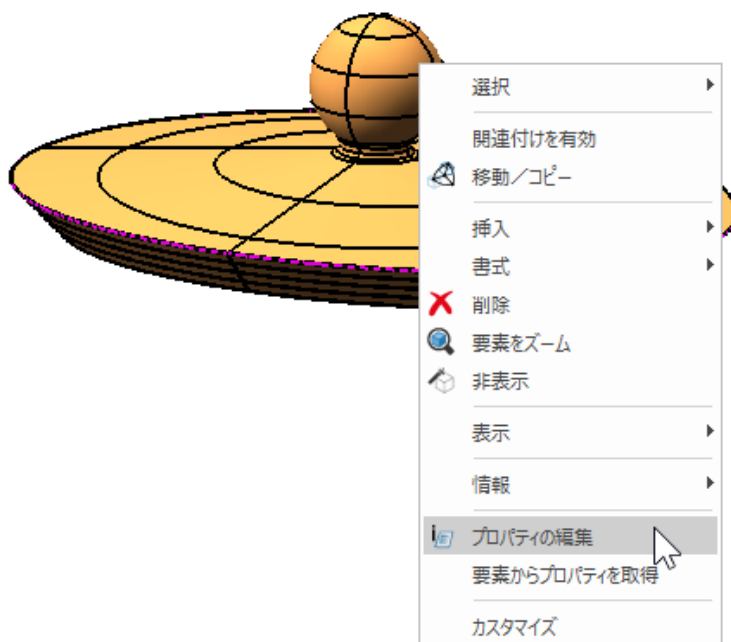 選択
関連付けを有効
移動／コピー
挿入
書式
削除
要素をズーム
非表示
表示
情報
プロパティの編集
要素からプロパティを取得
カスタマイズ